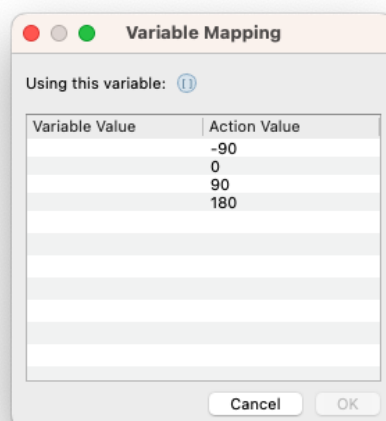 Variable Mapping
Using this variable: []
Variable Value Action Value
-90
0
90
180
Cancel OK